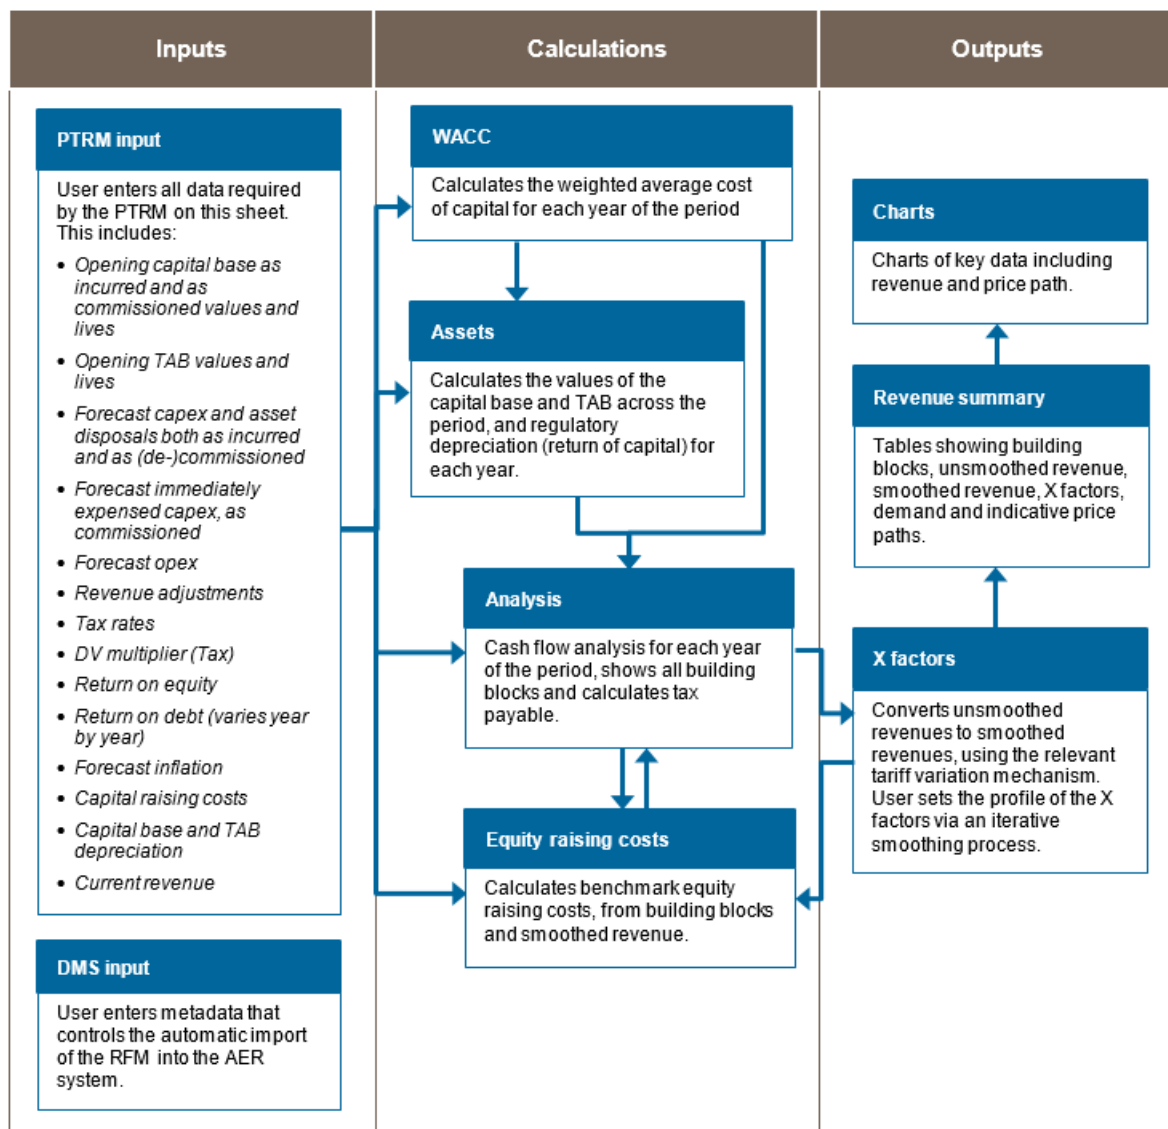 Inputs
Calculations
Outputs
PTRM input
User enters all data required
by the PTRM on this sheet.
This includes:
• Opening capital base as
incurred and as
commissioned values and
lives
• Opening TAB values and
lives
• Forecast capex and asset
disposals both as incurred
and as (de-)commissioned
• Forecast immediately
expensed capex, as
commissioned
• Forecast opex
• Revenue adjustments
• Tax rates
• DV multiplier (Tax)
• Return on equity
• Return on debt (varies year
by year)
• Forecast inflation
• Capital raising costs
• Capital base and TAB
depreciation
• Current revenue
DMS input
User enters metadata that
controls the automatic import
of the RFM into the AER
system.
WACC
Calculates the weighted average cost
of capital for each year of the period
Assets
Calculates the values of the
capital base and TAB across the
period, and regulatory
depreciation (return of capital) for
each year.
Analysis
Cash flow analysis for each year
of the period, shows all building
blocks and calculates tax
payable.
Equity raising costs
Calculates benchmark equity
raising costs, from building blocks
and smoothed revenue.
Charts
Charts of key data including
revenue and price path.
Revenue summary
Tables showing building
blocks, unsmoothed revenue,
smoothed revenue, X factors,
demand and indicative price
paths.
X factors
Converts unsmoothed
revenues to smoothed
revenues, using the relevant
tariff variation mechanism.
User sets the profile of the X
factors via an iterative
smoothing process.